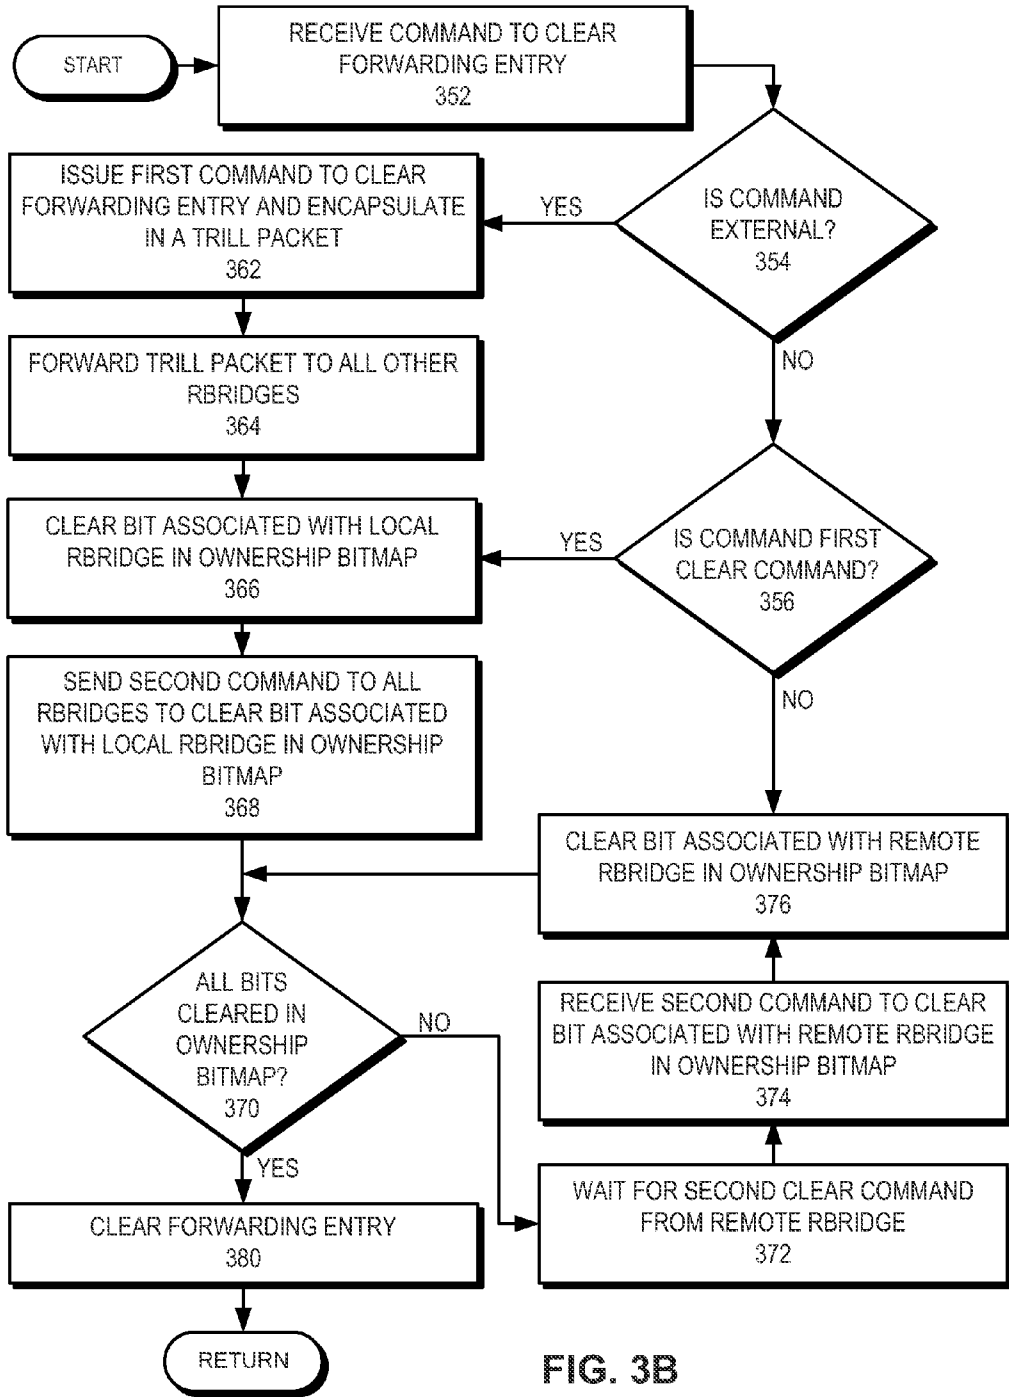 START
RECEIVE COMMAND TO CLEAR
FORWARDING ENTRY
352
ISSUE FIRST COMMAND TO CLEAR
FORWARDING ENTRY AND ENCAPSULATE
IN A TRILL PACKET
362
YES
IS COMMAND
EXTERNAL?
354
NO
FORWARD TRILL PACKET TO ALL OTHER
RBRIDGES
364
CLEAR BIT ASSOCIATED WITH LOCAL
RBRIDGE IN OWNERSHIP BITMAP
366
YES
IS COMMAND FIRST
CLEAR COMMAND?
356
NO
SEND SECOND COMMAND TO ALL
RBRIDGES TO CLEAR BIT ASSOCIATED
WITH LOCAL RBRIDGE IN OWNERSHIP
BITMAP
368
CLEAR BIT ASSOCIATED WITH REMOTE
RBRIDGE IN OWNERSHIP BITMAP
376
ALL BITS
CLEARED IN
OWNERSHIP
BITMAP?
370
NO
YES
RECEIVE SECOND COMMAND TO CLEAR
BIT ASSOCIATED WITH REMOTE RBRIDGE
IN OWNERSHIP BITMAP
374
WAIT FOR SECOND CLEAR COMMAND
FROM REMOTE RBRIDGE
372
CLEAR FORWARDING ENTRY
380
RETURN
FIG. 3B